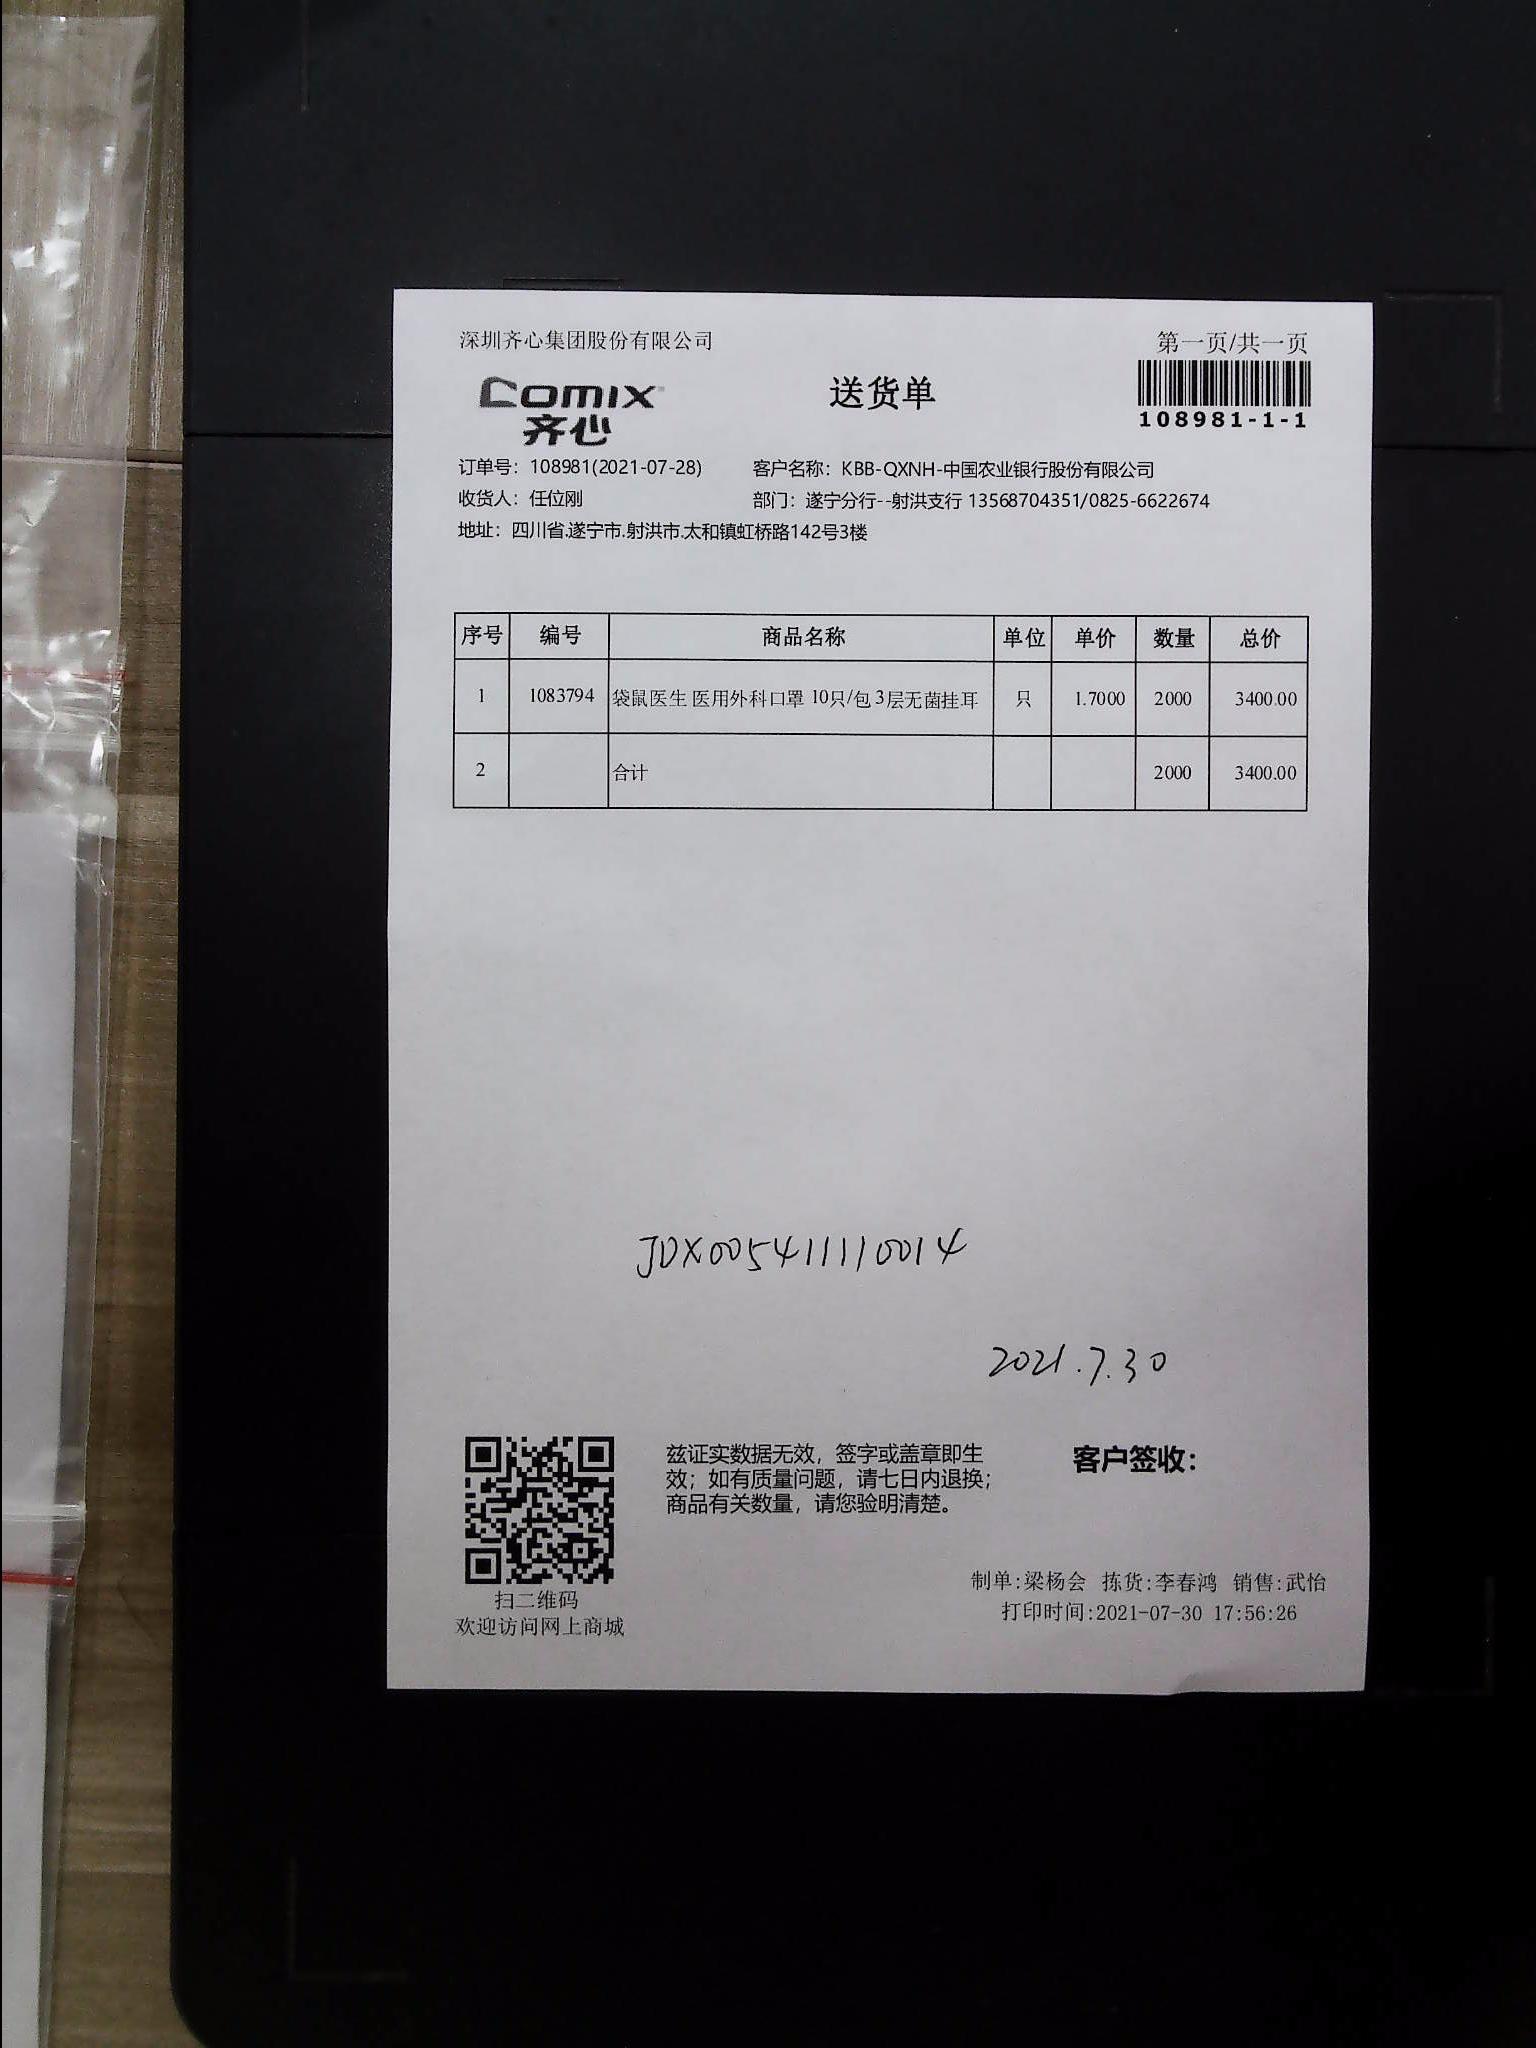 深圳齐心集团股份有限公司
第一页/共一页
comix
齐心
送货单
108981-1-1
订单号：108981(2021-07-28) 客户名称：KBB-QXNH-中国农业银行股份有限公司
收货人：任位刚 部门：遂宁分行--射洪支行 13568704351/0825-6622674
地址：四川省.遂宁市.射洪市.太和镇虹桥路142号3楼
序号 编号 商品名称 单位 单价 数量 总价
1 1083794 袋鼠医生 医用外科口罩 10只/包 3层无菌挂耳 只 1.7000 2000 3400.00
2 合计 2000 3400.00
JDX005411110014
2021.7.30
兹证实数据无效，签字或盖章即生
效；如有质量问题，请七日内退换；
商品有关数量，请您验明清楚。
客户签收：
扫二维码
欢迎访问网上商城
制单:梁杨会 拣货:李春鸿 销售:武怡
打印时间:2021-07-30 17:56:26